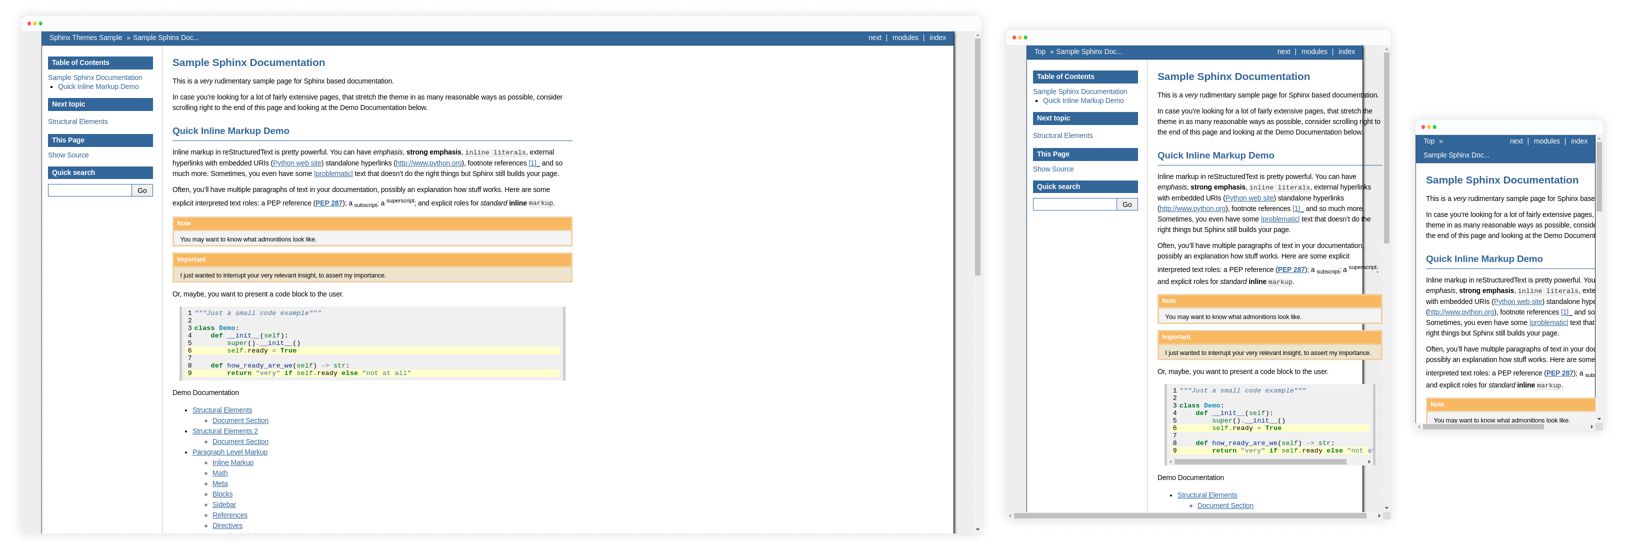 Sphinx Themes Sample » Sample Sphinx Doc...
next | modules | index
Table of Contents
Sample Sphinx Documentation
Quick Inline Markup Demo
Next topic
Structural Elements
This Page
Show Source
Quick search
Go
Sample Sphinx Documentation
This is a very rudimentary sample page for Sphinx based documentation.
In case you're looking for a lot of fairly extensive pages, that stretch the theme in as many reasonable ways as possible, consider
scrolling right to the end of this page and looking at the Demo Documentation below.
Quick Inline Markup Demo
Inline markup in reStructuredText is pretty powerful. You can have emphasis, strong emphasis, inline literals, external
hyperlinks with embedded URIs (Python web site) standalone hyperlinks (http://www.python.org), footnote references [1]_ and so
much more. Sometimes, you even have some |problematic| text that doesn't do the right things but Sphinx still builds your page.
Often, you'll have multiple paragraphs of text in your documentation, possibly an explanation how stuff works. Here are some
explicit interpreted text roles: a PEP reference (PEP 287); a subscript; a superscript; and explicit roles for standard inline markup.
Note
You may want to know what admonitions look like.
Important
I just wanted to interrupt your very relevant insight, to assert my importance.
Or, maybe, you want to present a code block to the user.
1 """Just a small code example"""
2
3 class Demo:
4     def __init__(self):
5         super().__init__()
6         self.ready = True
7
8     def how_ready_are_we(self) -> str:
9         return "very" if self.ready else "not at all"
Demo Documentation
Structural Elements
Document Section
Structural Elements 2
Document Section
Paragraph Level Markup
Inline Markup
Math
Meta
Blocks
Sidebar
References
Directives
Top » Sample Sphinx Doc...
next | modules | index
Table of Contents
Sample Sphinx Documentation
Quick Inline Markup Demo
Next topic
Structural Elements
This Page
Show Source
Quick search
Go
Sample Sphinx Documentation
This is a very rudimentary sample page for Sphinx based documentation.
In case you're looking for a lot of fairly extensive pages, that stretch the
theme in as many reasonable ways as possible, consider scrolling right to
the end of this page and looking at the Demo Documentation below.
Quick Inline Markup Demo
Inline markup in reStructuredText is pretty powerful. You can have
emphasis, strong emphasis, inline literals, external hyperlinks
with embedded URIs (Python web site) standalone hyperlinks
(http://www.python.org), footnote references [1]_ and so much more.
Sometimes, you even have some |problematic| text that doesn't do the
right things but Sphinx still builds your page.
Often, you'll have multiple paragraphs of text in your documentation,
possibly an explanation how stuff works. Here are some explicit
interpreted text roles: a PEP reference (PEP 287); a subscript; a superscript;
and explicit roles for standard inline markup.
Note
You may want to know what admonitions look like.
Important
I just wanted to interrupt your very relevant insight, to assert my importance.
Or, maybe, you want to present a code block to the user.
1 """Just a small code example"""
2
3 class Demo:
4     def __init__(self):
5         super().__init__()
6         self.ready = True
7
8     def how_ready_are_we(self) -> str:
9         return "very" if self.ready else "not a
Demo Documentation
Structural Elements
Document Section
Top »
next | modules | index
Sample Sphinx Doc...
Sample Sphinx Documentation
This is a very rudimentary sample page for Sphinx base
In case you're looking for a lot of fairly extensive pages,
theme in as many reasonable ways as possible, conside
the end of this page and looking at the Demo Document
Quick Inline Markup Demo
Inline markup in reStructuredText is pretty powerful. You
emphasis, strong emphasis, inline literals, exte
with embedded URIs (Python web site) standalone hype
(http://www.python.org), footnote references [1]_ and so
Sometimes, you even have some |problematic| text that
right things but Sphinx still builds your page.
Often, you'll have multiple paragraphs of text in your doc
possibly an explanation how stuff works. Here are some
interpreted text roles: a PEP reference (PEP 287); a subs
and explicit roles for standard inline markup.
Note
You may want to know what admonitions look like.